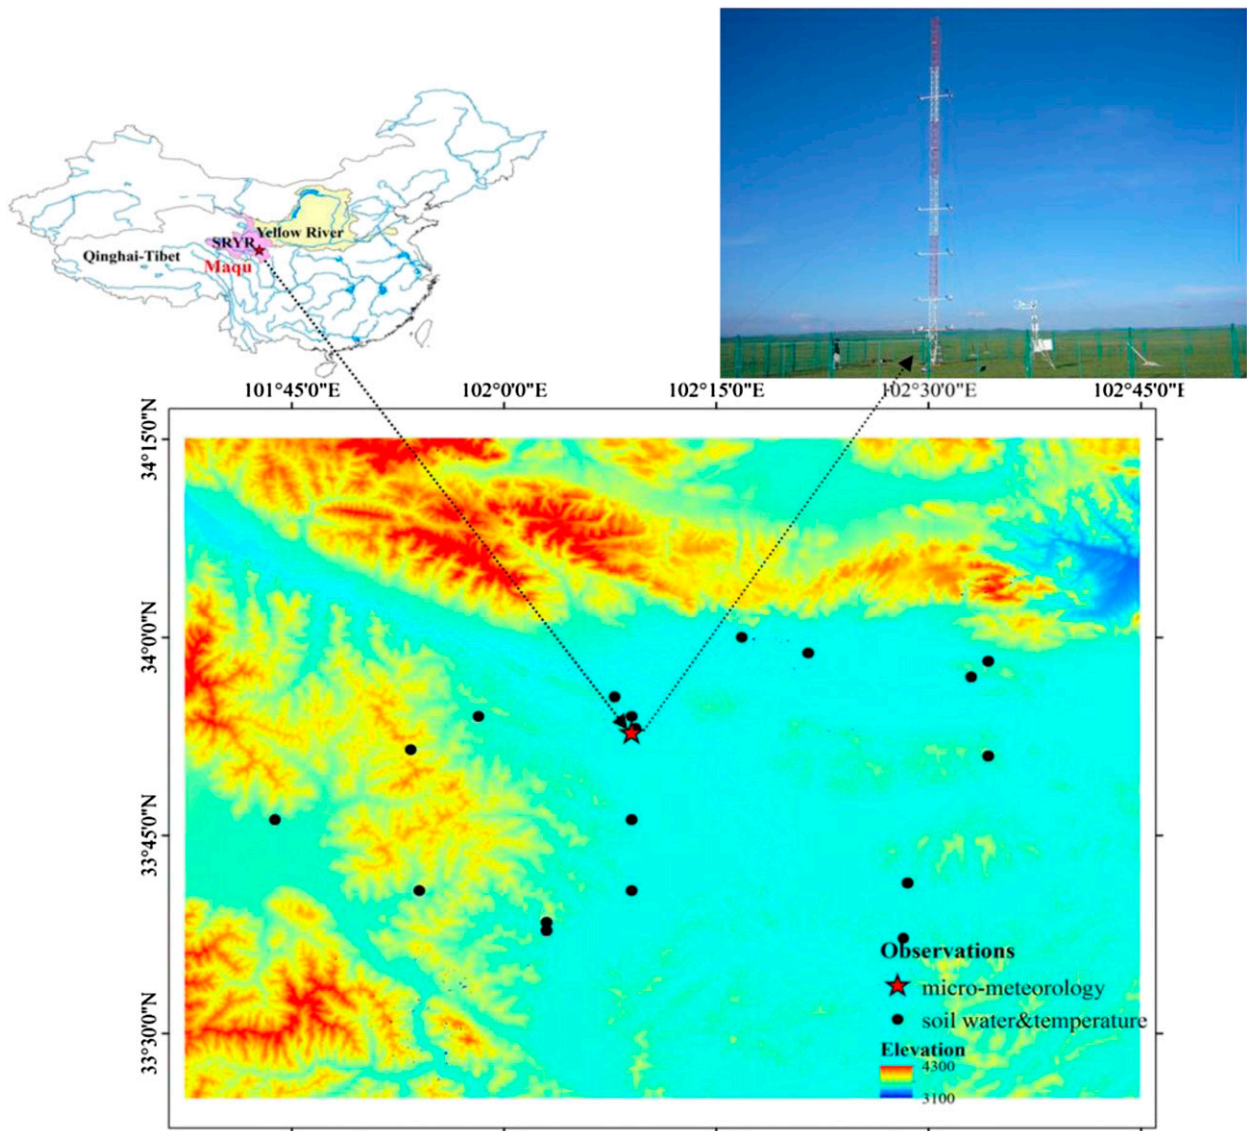 Yellow River
SRYR
Qinghai-Tibet
Maqu
101°45'0"E 102°0'0"E 102°15'0"E 102°30'0"E 102°45'0"E
34°15'0"N
34°0'0"N
33°45'0"N
33°30'0"N
Observations
micro-meteorology
soil water&temperature
Elevation
4300
3100